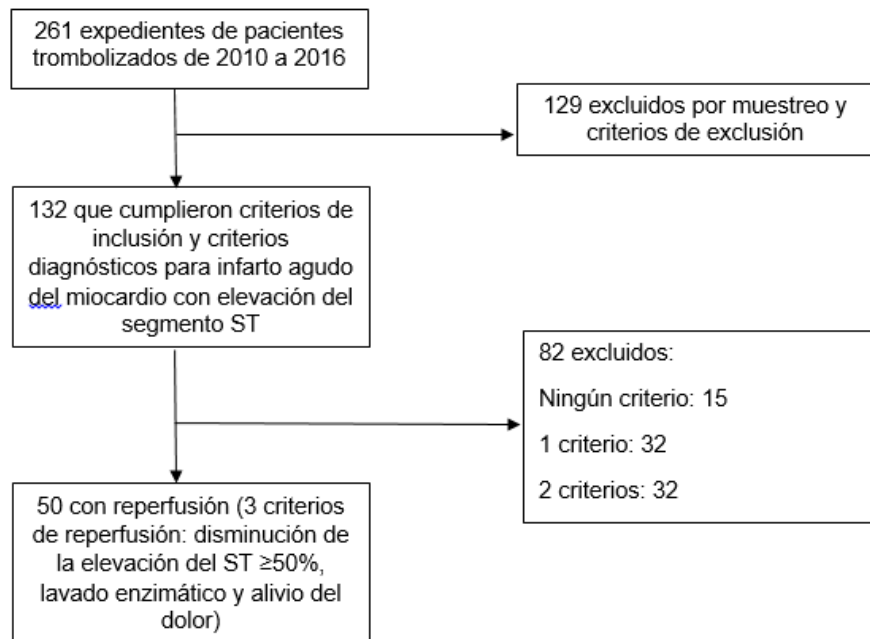 261 expedientes de pacientes
trombolizados de 2010 a 2016
129 excluidos por muestreo y
criterios de exclusión
132 que cumplieron criterios de
inclusión y criterios
diagnósticos para infarto agudo
del miocardio con elevación del
segmento ST
82 excluidos:
Ningún criterio: 15
1 criterio: 32
2 criterios: 32
50 con reperfusión (3 criterios
de reperfusión: disminución de
la elevación del ST ≥50%,
lavado enzimático y alivio del
dolor)